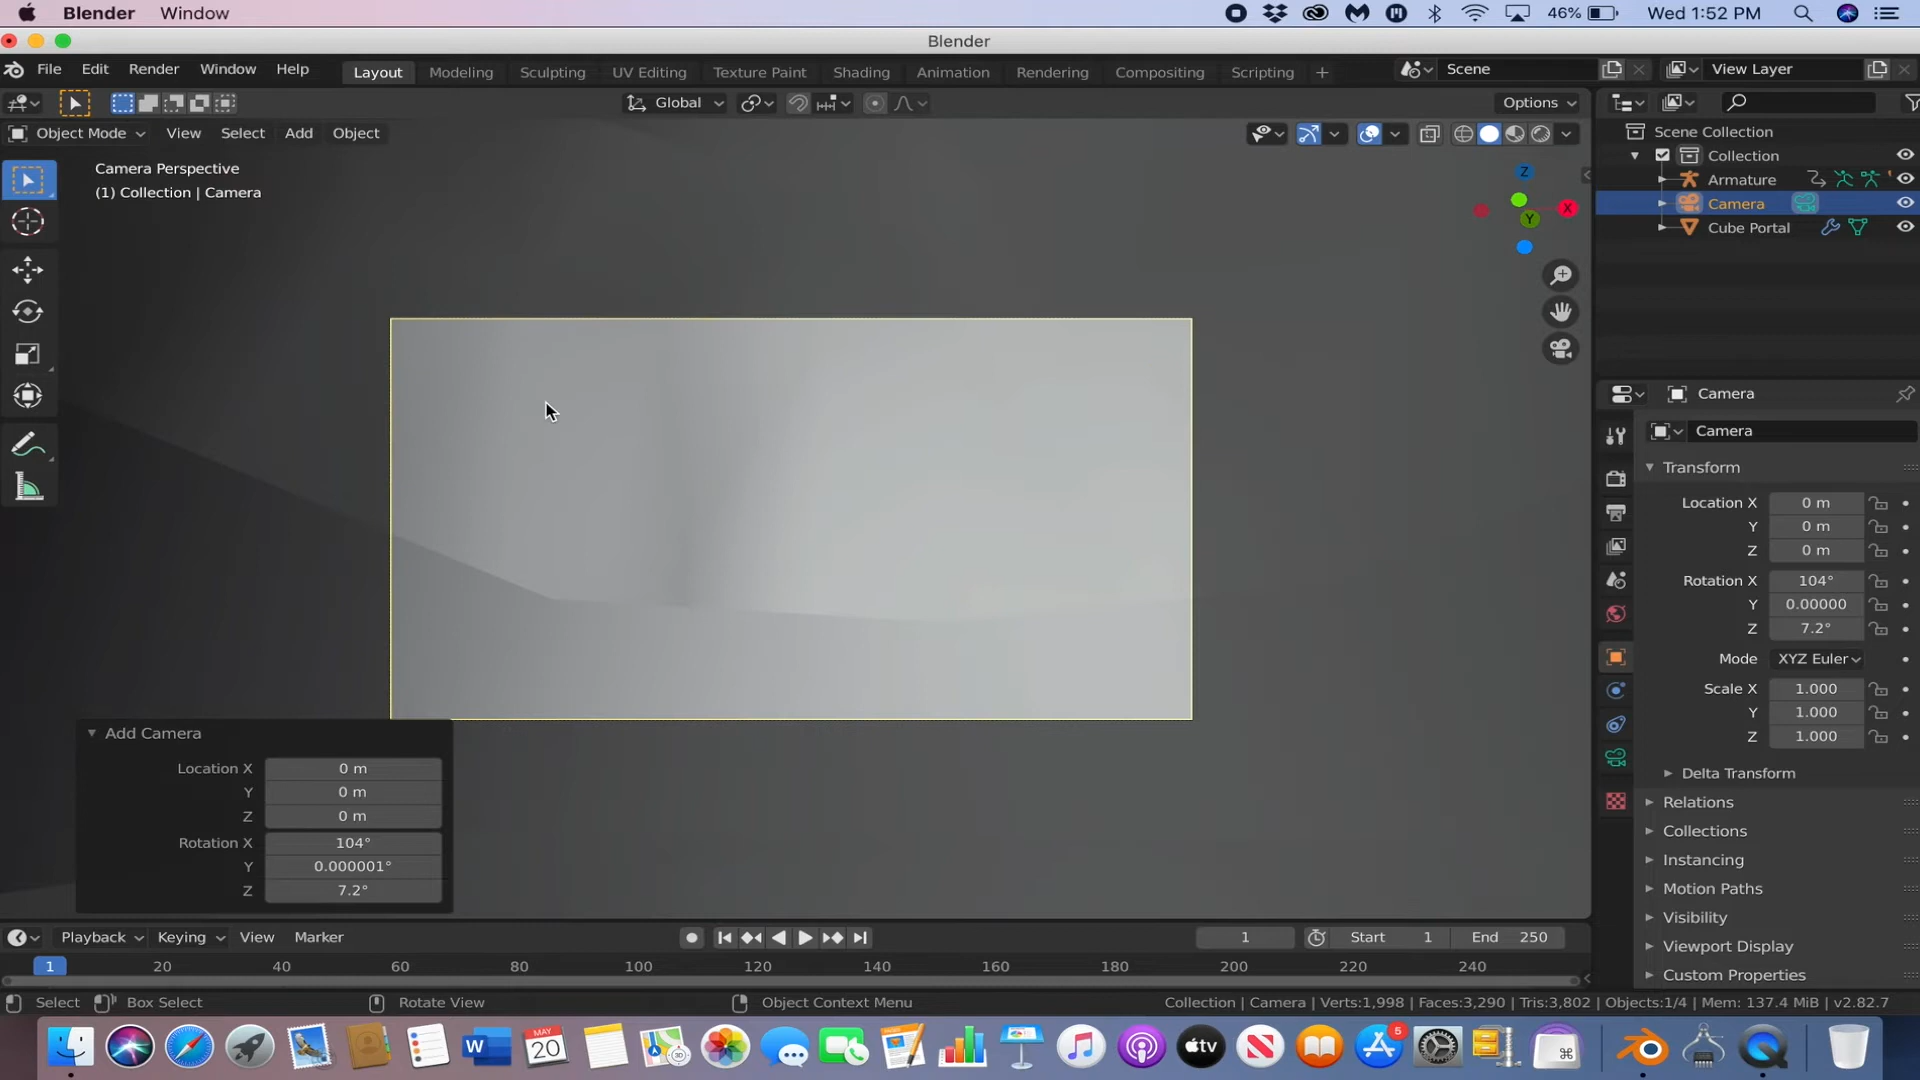 Blender Window 46% Wed 1:52 PM
Blender
File Edit Render Window Help Layout Modeling Sculpting UV Editing Texture Paint Shading Animation Rendering Compositing Scripting + Scene View Layer
Global Options
Object Mode View Select Add Object
Scene Collection
Collection
Armature
Camera
Cube Portal
Camera Perspective
(1) Collection | Camera
Z
X
Y
Camera
Camera
Transform
Location X 0 m
Y 0 m
Z 0 m
Rotation X 104°
Y 0.00000
Z 7.2°
Mode XYZ Euler
Scale X 1.000
Y 1.000
Z 1.000
Delta Transform
Relations
Collections
Instancing
Motion Paths
Visibility
Viewport Display
Custom Properties
Add Camera
Location X 0 m
Y 0 m
Z 0 m
Rotation X 104°
Y 0.000001°
Z 7.2°
Playback Keying View Marker 1 Start 1 End 250
1 20 40 60 80 100 120 140 160 180 200 220 240
Select Box Select Rotate View Object Context Menu Collection | Camera | Verts:1,998 | Faces:3,290 | Tris:3,802 | Objects:1/4 | Mem: 137.4 MiB | v2.82.7
W MAY 20 tv 5